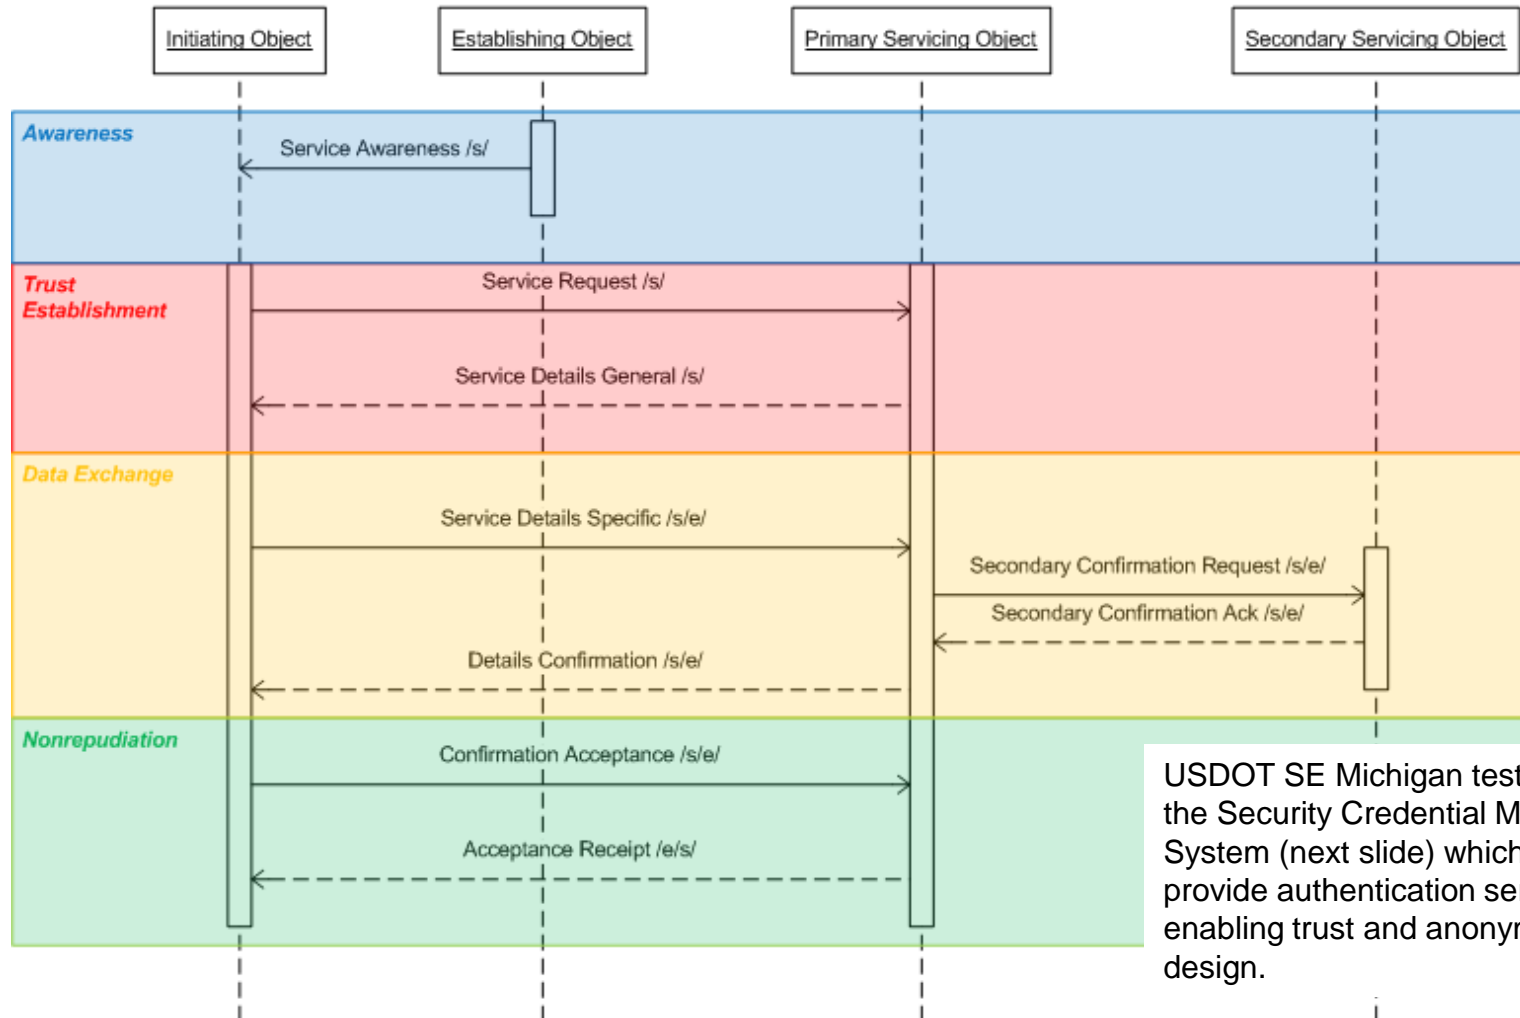 Initiating Object
Establishing Object
Primary Servicing Object
Secondary Servicing Object
Awareness
Service Awareness /s/
Trust
Establishment
Service Request /s/
Service Details General /s/
Data Exchange
Service Details Specific /s/e/
Secondary Confirmation Request /s/e/
Secondary Confirmation Ack /s/e/
Details Confirmation /s/e/
Nonrepudiation
Confirmation Acceptance /s/e/
Acceptance Receipt /e/s/
USDOT SE Michigan test
the Security Credential M
System (next slide) which
provide authentication se
enabling trust and anony
design.